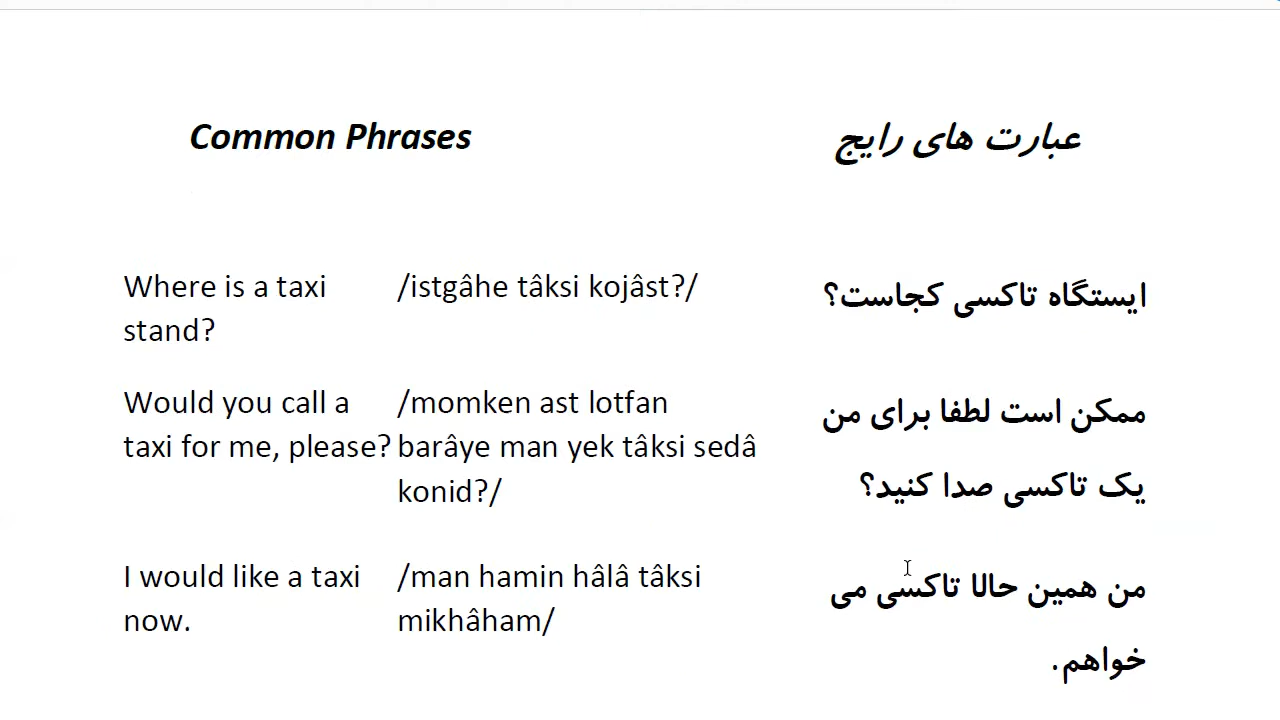 Common Phrases
عبارت های رایج
Where is a taxi
stand?
/istgâhe tâksi kojâst?/
ایستگاه تاکسی کجاست؟
Would you call a
taxi for me, please?
/momken ast lotfan
barâye man yek tâksi sedâ
konid?/
ممکن است لطفا برای من
یک تاکسی صدا کنید؟
I would like a taxi
now.
/man hamin hâlâ tâksi
mikhâham/
من همین حالا تاکسی می
خواهم.